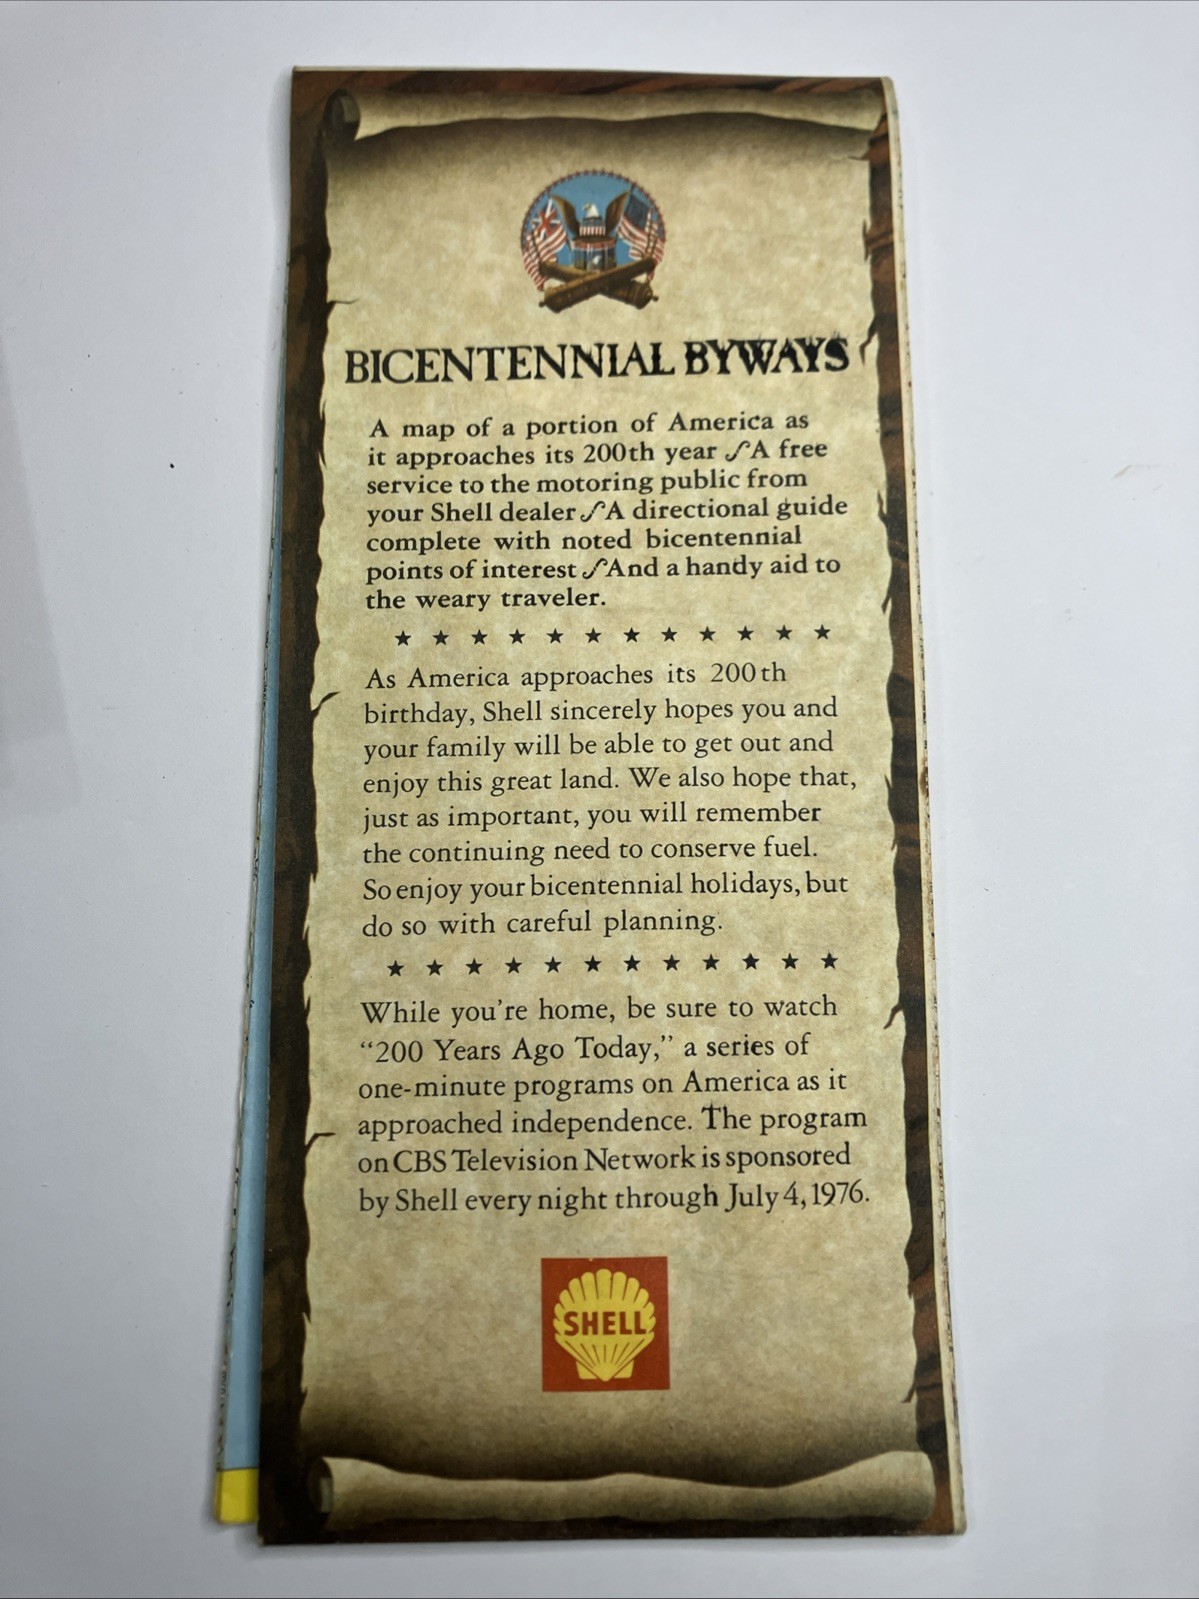 BICENTENNIAL BYWAYS
A map of a portion of America as
it approaches its 200th year A free
service to the motoring public from
your Shell dealer A directional guide
complete with noted bicentennial
points of interest And a handy aid to
the weary traveler.
★ ★ ★ ★ ★ ★ ★ ★ ★ ★ ★ ★
As America approaches its 200th
birthday, Shell sincerely hopes you and
your family will be able to get out and
enjoy this great land. We also hope that,
just as important, you will remember
the continuing need to conserve fuel.
So enjoy your bicentennial holidays, but
do so with careful planning.
★ ★ ★ ★ ★ ★ ★ ★ ★ ★ ★ ★
While you're home, be sure to watch
“200 Years Ago Today,” a series of
one-minute programs on America as it
approached independence. The program
on CBS Television Network is sponsored
by Shell every night through July 4, 1976.
SHELL